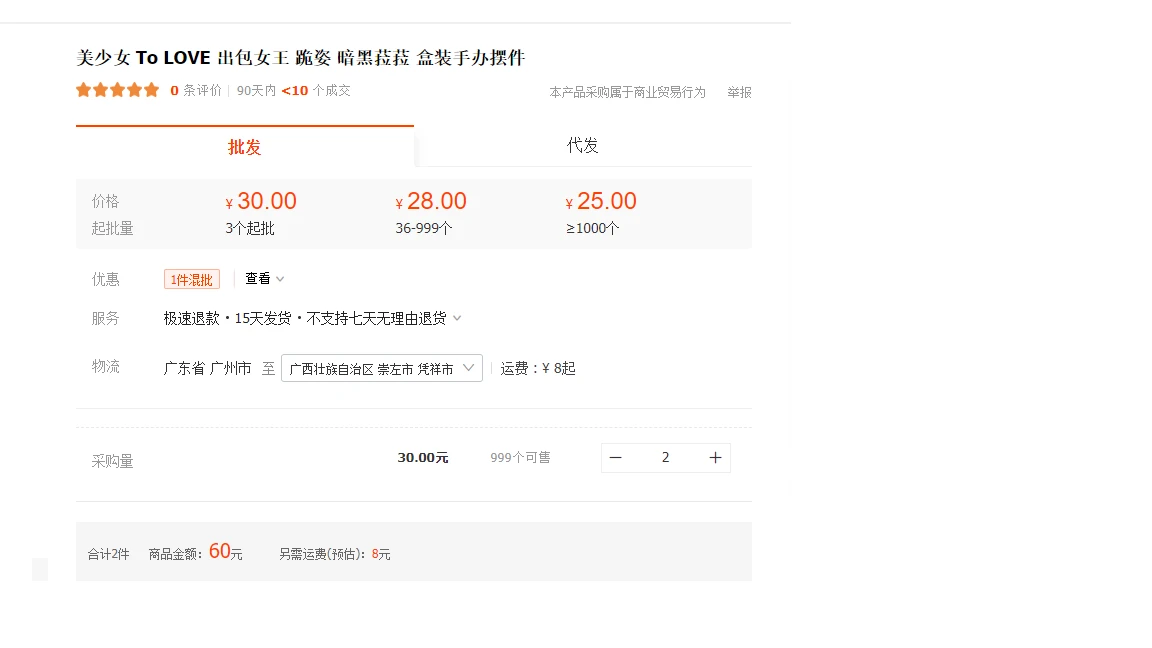 美少女 To LOVE 出包女王 跪姿 暗黑菈菈 盒装手办摆件
0 条评价 90天内 <10 个成交 本产品采购属于商业贸易行为 举报
批发 代发
价格 ¥ 30.00 ¥ 28.00 ¥ 25.00
起批量 3个起批 36-999个 ≥1000个
优惠 1件混批 查看
服务 极速退款・15天发货・不支持七天无理由退货
物流 广东省 广州市 至 广西壮族自治区 崇左市 凭祥市 运费：¥ 8起
采购量 30.00元 999个可售 2
合计2件 商品金额：60元 另需运费(预估)：8元